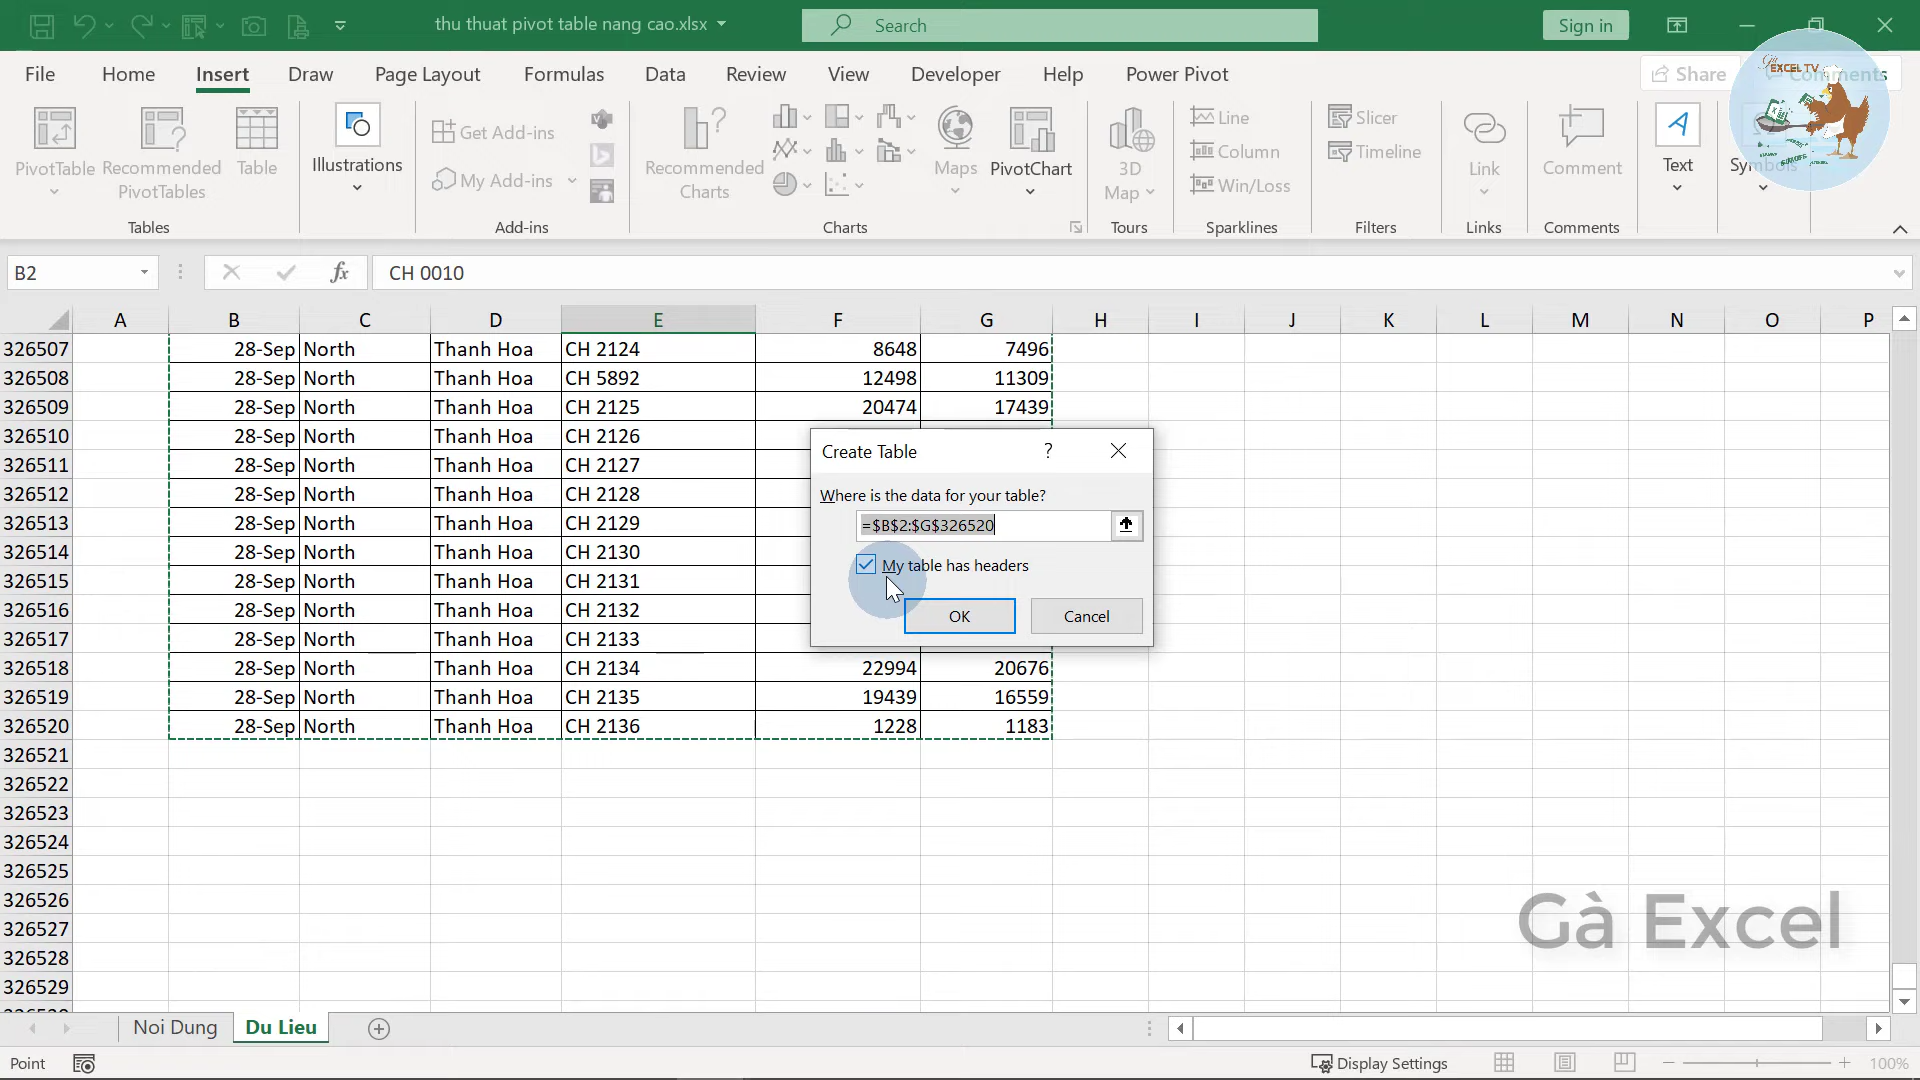 thu thuat pivot table nang cao.xlsx
Search
Sign in
File Home Insert Draw Page Layout Formulas Data Review View Developer Help Power Pivot
Share Comments
Gà EXCEL TV
PivotTable
Recommended PivotTables
Table
Illustrations
Get Add-ins
My Add-ins
Recommended Charts
Maps
PivotChart
3D Map
Line
Column
Win/Loss
Slicer
Timeline
Link
Comment
Text
Symbols
Tables Add-ins Charts Tours Sparklines Filters Links Comments
B2 fx CH 0010
A B C D E F G H I J K L M N O P
326507 28-Sep North Thanh Hoa CH 2124 8648 7496
326508 28-Sep North Thanh Hoa CH 5892 12498 11309
326509 28-Sep North Thanh Hoa CH 2125 20474 17439
326510 28-Sep North Thanh Hoa CH 2126
326511 28-Sep North Thanh Hoa CH 2127
326512 28-Sep North Thanh Hoa CH 2128
326513 28-Sep North Thanh Hoa CH 2129
326514 28-Sep North Thanh Hoa CH 2130
326515 28-Sep North Thanh Hoa CH 2131
326516 28-Sep North Thanh Hoa CH 2132
326517 28-Sep North Thanh Hoa CH 2133
326518 28-Sep North Thanh Hoa CH 2134 22994 20676
326519 28-Sep North Thanh Hoa CH 2135 19439 16559
326520 28-Sep North Thanh Hoa CH 2136 1228 1183
326521
326522
326523
326524
326525
326526
326527
326528
326529
Create Table ?
Where is the data for your table?
=$B$2:$G$326520
My table has headers
OK Cancel
Gà Excel
Noi Dung Du Lieu
Point
Display Settings
100%